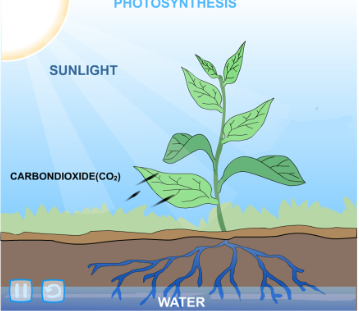 PHOTOSYNTHESIS
SUNLIGHT
CARBONDIOXIDE(CO₂)
WATER